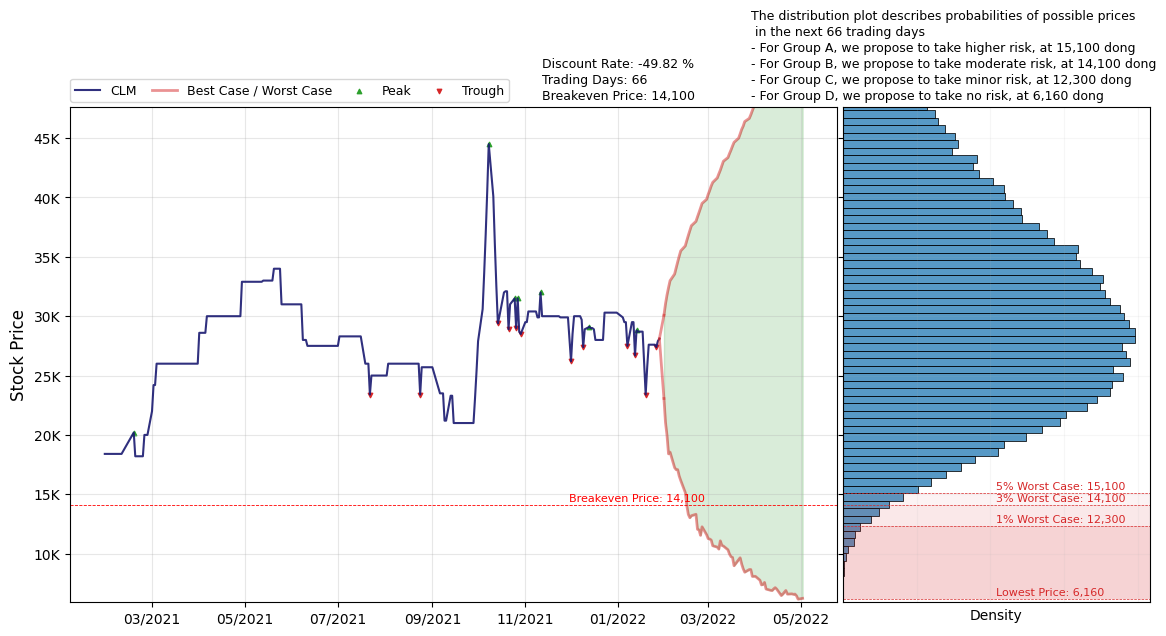 The distribution plot describes probabilities of possible prices
in the next 66 trading days
- For Group A, we propose to take higher risk, at 15,100 dong
- For Group B, we propose to take moderate risk, at 14,100 dong
- For Group C, we propose to take minor risk, at 12,300 dong
- For Group D, we propose to take no risk, at 6,160 dong
Discount Rate: -49.82 %
Trading Days: 66
Breakeven Price: 14,100
CLM
Best Case / Worst Case
Peak
Trough
Stock Price
45K
40K
35K
30K
25K
20K
15K
10K
Breakeven Price: 14,100
03/2021
05/2021
07/2021
09/2021
11/2021
01/2022
03/2022
05/2022
5% Worst Case: 15,100
3% Worst Case: 14,100
1% Worst Case: 12,300
Lowest Price: 6,160
Density